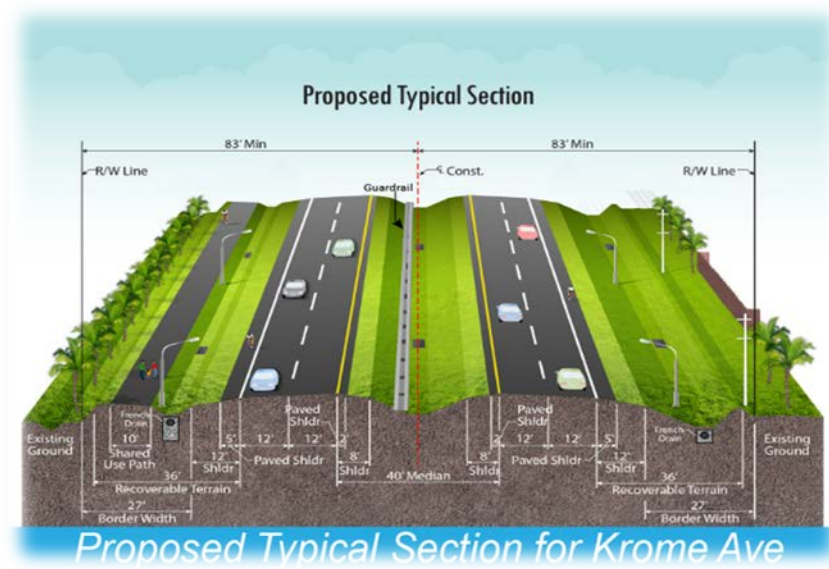 Proposed Typical Section
83' Min
83' Min
R/W Line
℄ Const.
R/W Line
Guardrail
Existing
Ground
French
Drain
10'
Shared
Use Path
36'
Recoverable Terrain
27'
Border Width
5'
12'
12'
2'
12'
Shldr
Paved Shldr
Paved
Shldr
8'
Shldr
40' Median
8'
Shldr
Paved
Shldr
2'
12'
12'
5'
Paved Shldr
12'
Shldr
French
Drain
36'
Recoverable Terrain
27'
Border Width
Existing
Ground
Proposed Typical Section for Krome Ave